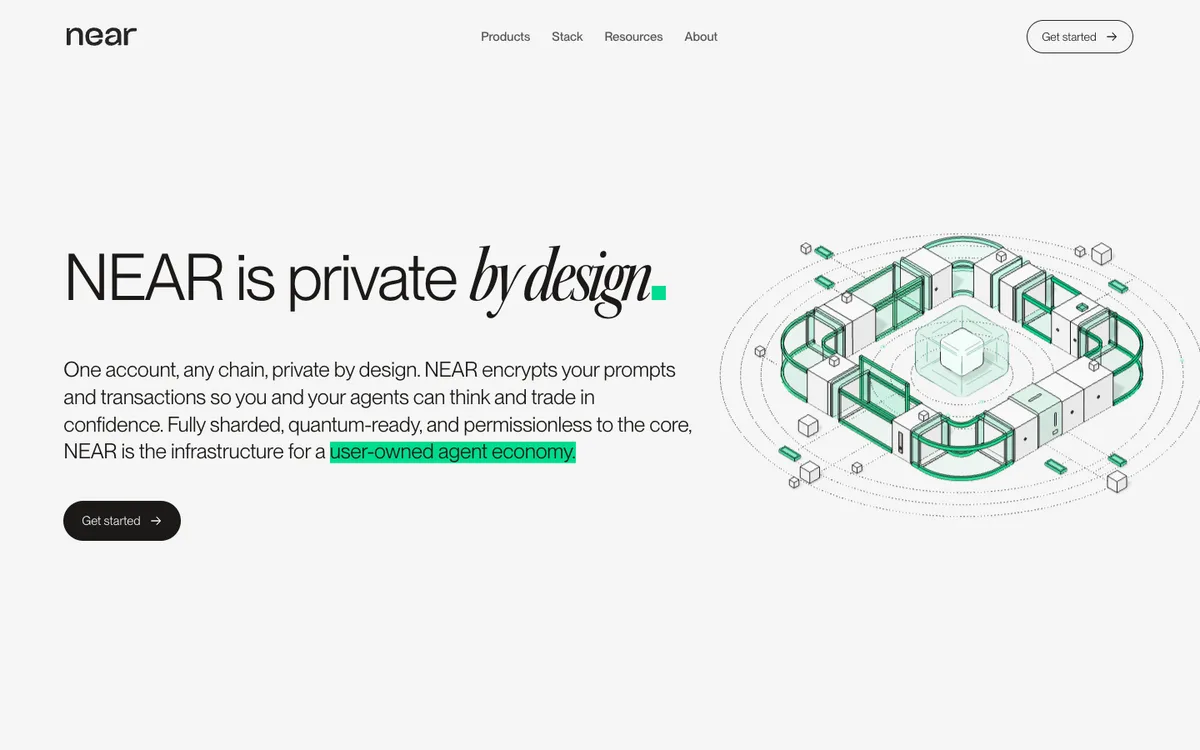 near
Products
Stack
Resources
About
Get started
NEAR is private by design.
One account, any chain, private by design. NEAR encrypts your prompts
and transactions so you and your agents can think and trade in
confidence. Fully sharded, quantum-ready, and permissionless to the core,
NEAR is the infrastructure for a user-owned agent economy.
Get started